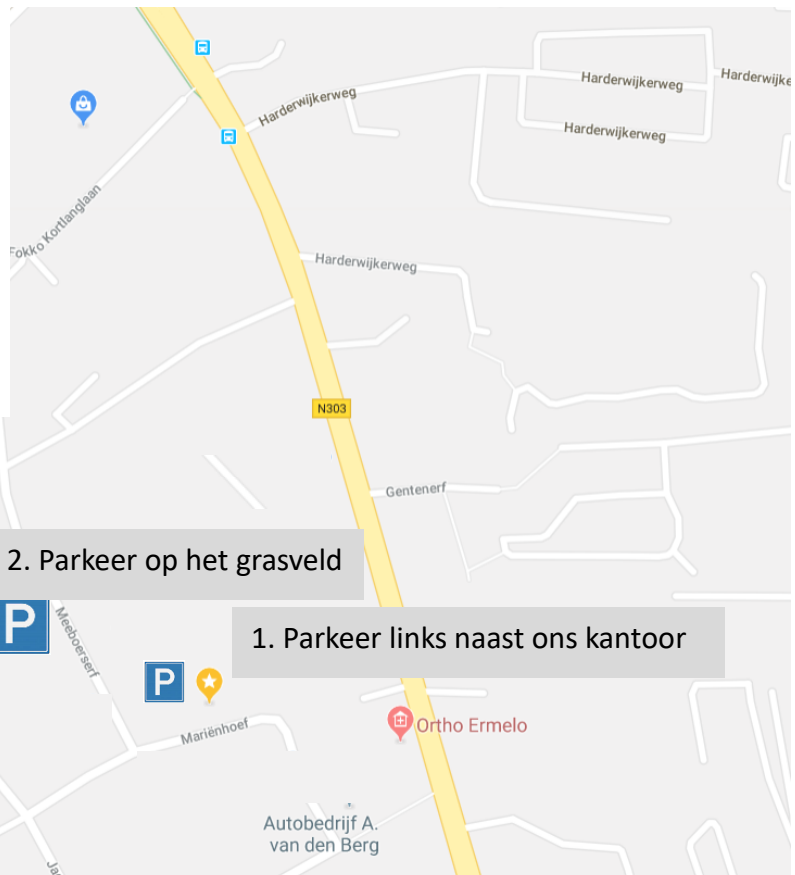 Harderwijkerweg
Harderwijkerweg
Harderwijke
Harderwijkerweg
Fokko Kortlanglaan
Harderwijkerweg
N303
Gentenerf
2. Parkeer op het grasveld
P
Meeboerserf
1. Parkeer links naast ons kantoor
P
Mariënhoef
Ortho Ermelo
Autobedrijf A.
van den Berg
Ja